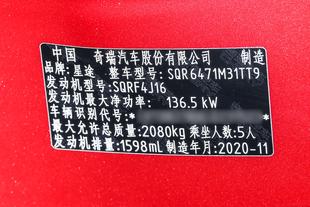 中国 奇瑞汽车股份有限公司 制造
品牌：星途 整车型号：SQR6471M31TT9
发动机型号：SQRF4J16
发动机最大净功率：136.5 kW
车辆识别代号：*
最大允许总质量：2080kg 乘坐人数：5人
发动机排量：1598mL 制造年月：2020-11